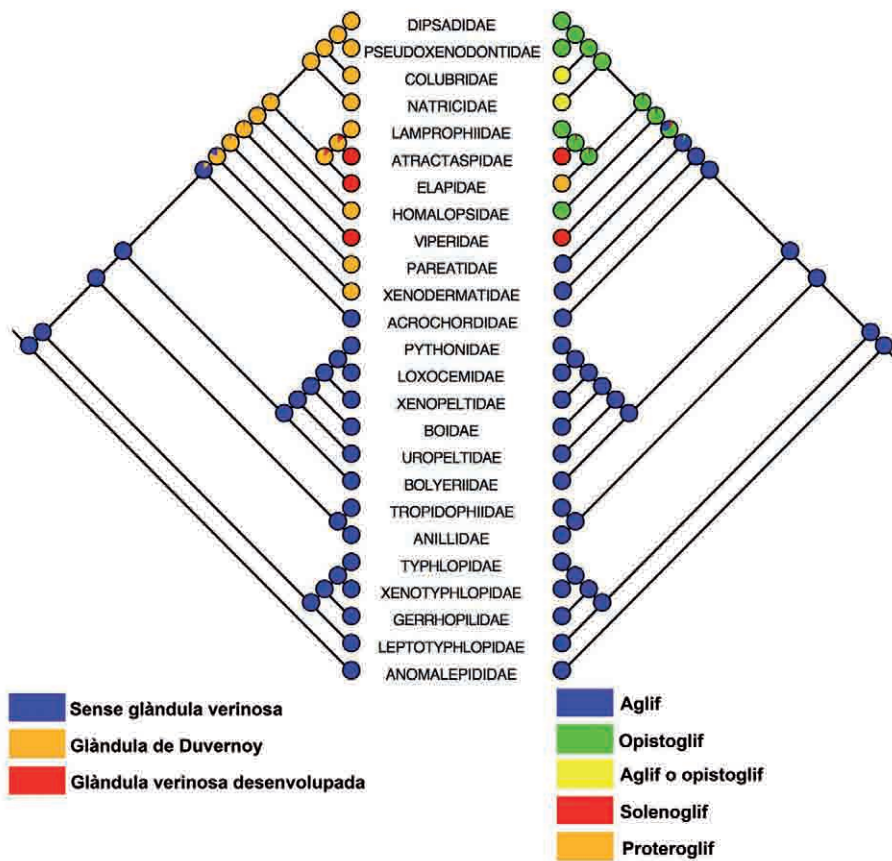 DIPSADIDAE
PSEUDOXENODONTIDAE
COLUBRIDAE
NATRICIDAE
LAMPROPHIIDAE
ATRACTASPIDAE
ELAPIDAE
HOMALOPSIDAE
VIPERIDAE
PAREATIDAE
XENODERMATIDAE
ACROCHORDIDAE
PYTHONIDAE
LOXOCEMIDAE
XENOPELTIDAE
BOIDAE
UROPELTIDAE
BOLYERIIDAE
TROPIDOPHIIDAE
ANILLIDAE
TYPHLOPIDAE
XENOTYPHLOPIDAE
GERRHOPILIDAE
LEPTOTYPHLOPIDAE
ANOMALEPIDIDAE
Sense glàndula verinosa
Glàndula de Duvernoy
Glàndula verinosa desenvolupada
Aglif
Opistoglif
Aglif o opistoglif
Solenoglif
Proteroglif